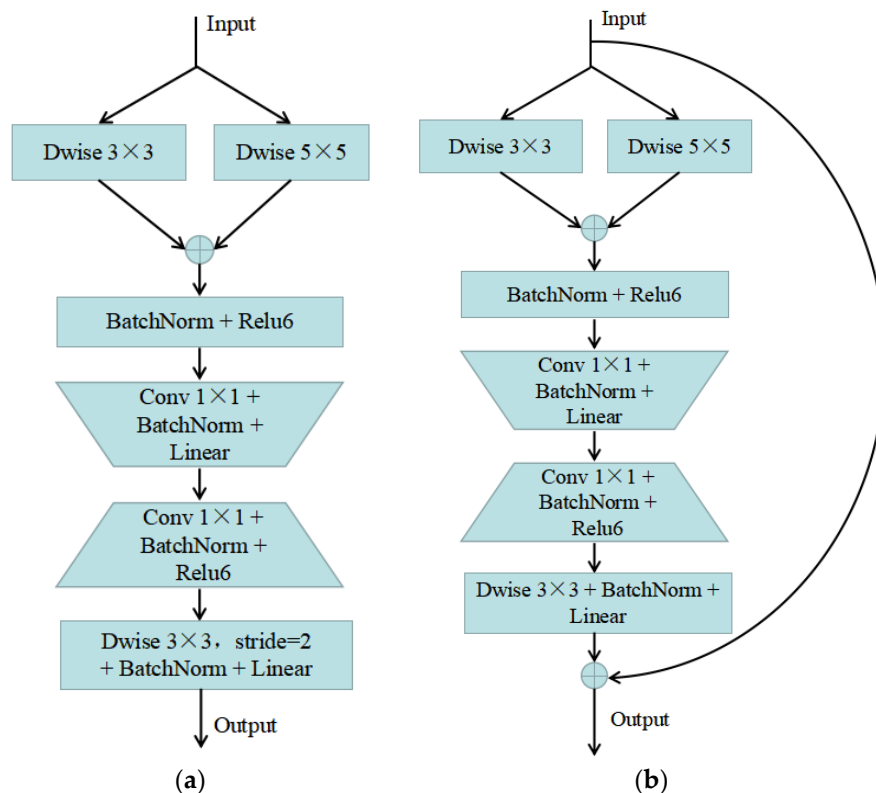 Input
Dwise 3×3
Dwise 5×5
BatchNorm + Relu6
Conv 1×1 +
BatchNorm +
Linear
Conv 1×1 +
BatchNorm +
Relu6
Dwise 3×3，stride=2
+ BatchNorm + Linear
Output
(a)
Input
Dwise 3×3
Dwise 5×5
BatchNorm + Relu6
Conv 1×1 +
BatchNorm +
Linear
Conv 1×1 +
BatchNorm +
Relu6
Dwise 3×3 + BatchNorm +
Linear
Output
(b)